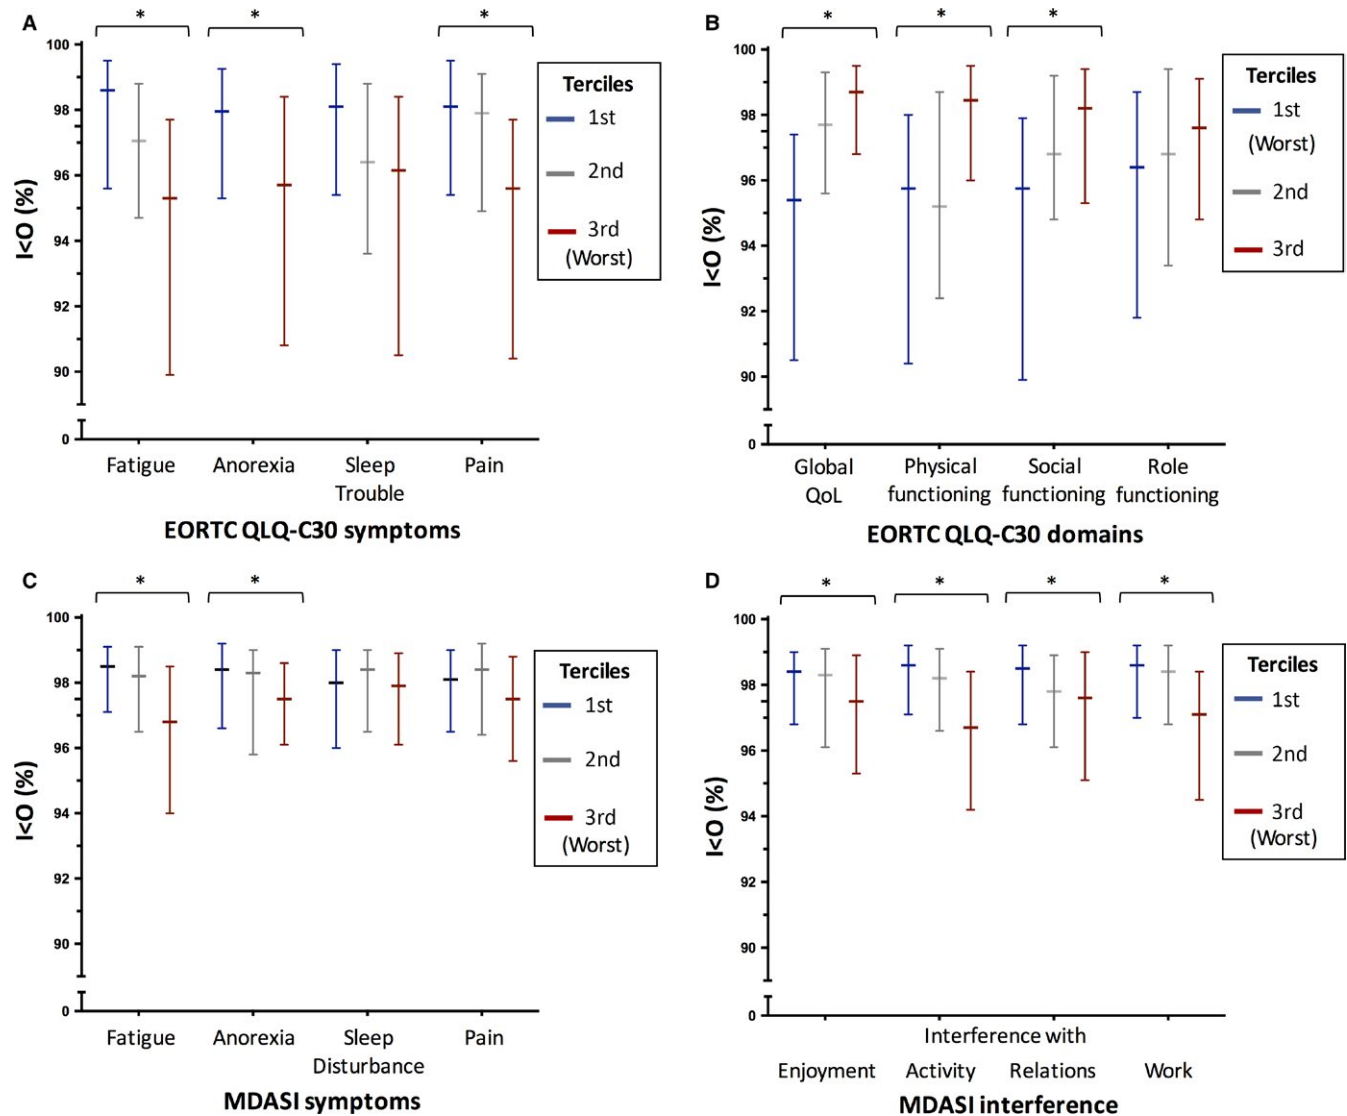 A
* * *
100
98
96
94
92
90
0
I<O (%)
Terciles
1st
2nd
3rd
(Worst)
Fatigue Anorexia Sleep Pain
Trouble
EORTC QLQ-C30 symptoms
B
* * *
100
98
96
94
92
90
0
I<O (%)
Terciles
1st
(Worst)
2nd
3rd
Global Physical Social Role
QoL functioning functioning functioning
EORTC QLQ-C30 domains
C
* *
100
98
96
94
92
90
0
I<O (%)
Terciles
1st
2nd
3rd
(Worst)
Fatigue Anorexia Sleep Pain
Disturbance
MDASI symptoms
D
* * * *
100
98
96
94
92
90
0
I<O (%)
Terciles
1st
2nd
3rd
(Worst)
Interference with
Enjoyment Activity Relations Work
MDASI interference